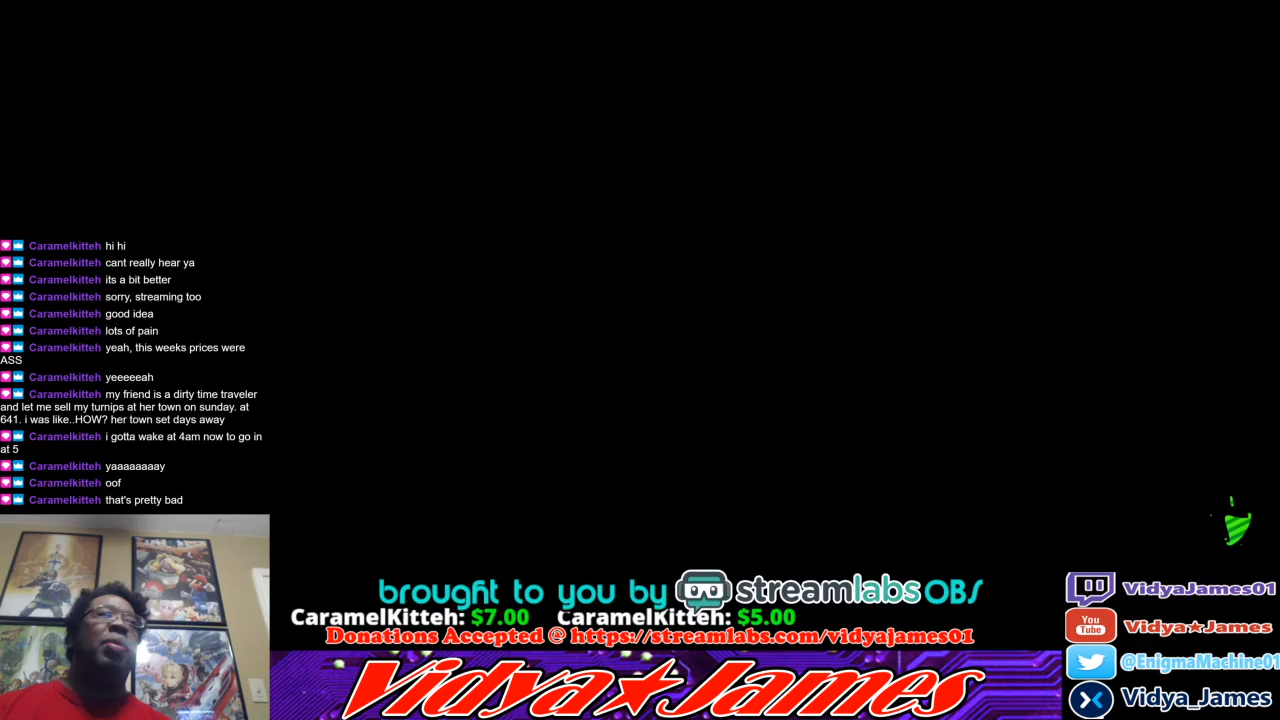 Caramelkitteh hi hi
Caramelkitteh cant really hear ya
Caramelkitteh its a bit better
Caramelkitteh sorry, streaming too
Caramelkitteh good idea
Caramelkitteh lots of pain
Caramelkitteh yeah, this weeks prices were
ASS
Caramelkitteh yeeeeeah
Caramelkitteh my friend is a dirty time traveler
and let me sell my turnips at her town on sunday. at
641. i was like..HOW? her town set days away
Caramelkitteh i gotta wake at 4am now to go in
at 5
Caramelkitteh yaaaaaaaay
Caramelkitteh oof
Caramelkitteh that's pretty bad
brought to you by streamlabs OBS
CaramelKitteh: $7.00 CaramelKitteh: $5.00
Donations Accepted @ https://streamlabs.com/vidyajames01
Vidya★James
VidyaJames01
You Tube Vidya★James
@EnigmaMachine01
Vidya_James